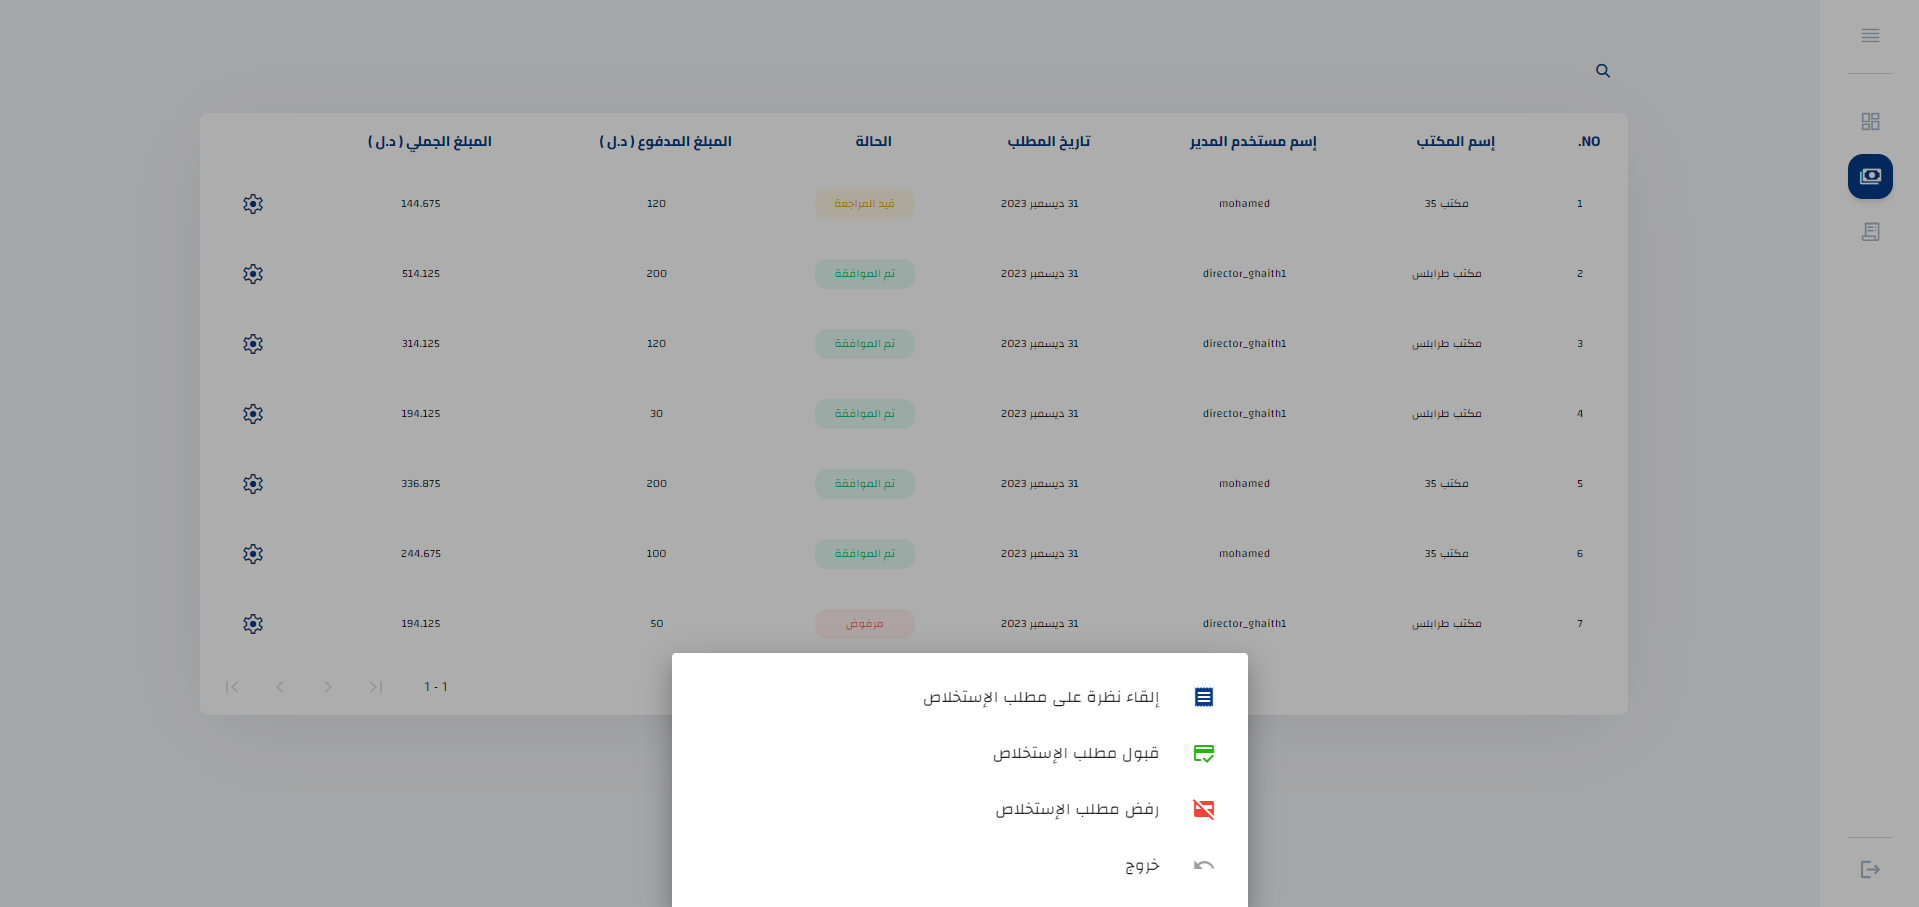 NO. إسم المكتب إسم مستخدم المدير تاريخ المطلب الحالة المبلغ المدفوع ( د.ل ) المبلغ الجملي ( د.ل )
1 مكتب 35 mohamed 31 ديسمبر 2023 قيد المراجعة 120 144.675
2 مكتب طرابلس director_ghaith1 31 ديسمبر 2023 تم الموافقة 200 514.125
3 مكتب طرابلس director_ghaith1 31 ديسمبر 2023 تم الموافقة 120 314.125
4 مكتب طرابلس director_ghaith1 31 ديسمبر 2023 تم الموافقة 30 194.125
5 مكتب 35 mohamed 31 ديسمبر 2023 تم الموافقة 200 336.875
6 مكتب 35 mohamed 31 ديسمبر 2023 تم الموافقة 100 244.675
7 مكتب طرابلس director_ghaith1 31 ديسمبر 2023 مرفوض 50 194.125
1 - 1
إلقاء نظرة على مطلب الإستخلاص
قبول مطلب الإستخلاص
رفض مطلب الإستخلاص
خروج